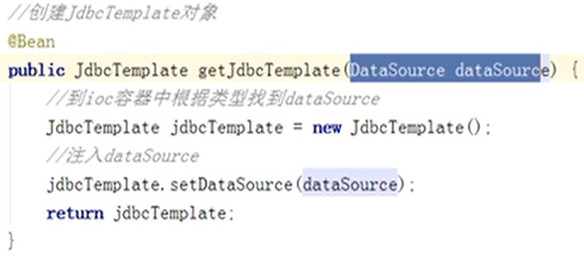 //创建JdbcTemplate对象
@Bean
public JdbcTemplate getJdbcTemplate(DataSource dataSource) {
//到ioc容器中根据类型找到dataSource
JdbcTemplate jdbcTemplate = new JdbcTemplate();
//注入dataSource
jdbcTemplate.setDataSource(dataSource);
return jdbcTemplate;
}